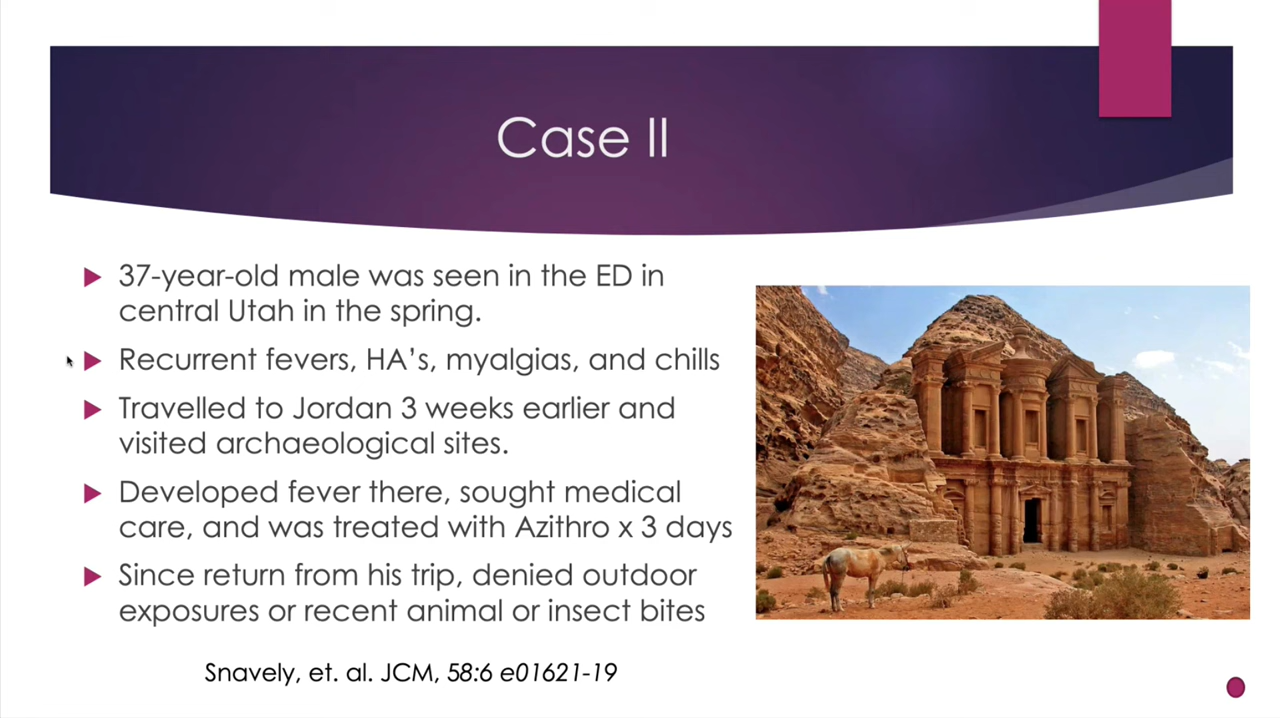 Case II
37-year-old male was seen in the ED in
central Utah in the spring.
Recurrent fevers, HA's, myalgias, and chills
Travelled to Jordan 3 weeks earlier and
visited archaeological sites.
Developed fever there, sought medical
care, and was treated with Azithro x 3 days
Since return from his trip, denied outdoor
exposures or recent animal or insect bites
Snavely, et. al. JCM, 58:6 e01621-19